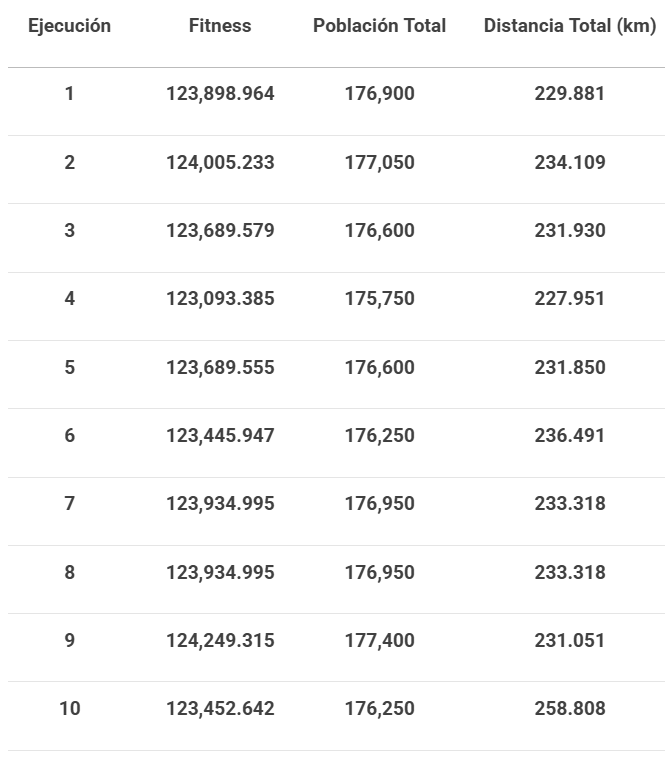 Ejecución Fitness Población Total Distancia Total (km)
1 123,898.964 176,900 229.881
2 124,005.233 177,050 234.109
3 123,689.579 176,600 231.930
4 123,093.385 175,750 227.951
5 123,689.555 176,600 231.850
6 123,445.947 176,250 236.491
7 123,934.995 176,950 233.318
8 123,934.995 176,950 233.318
9 124,249.315 177,400 231.051
10 123,452.642 176,250 258.808